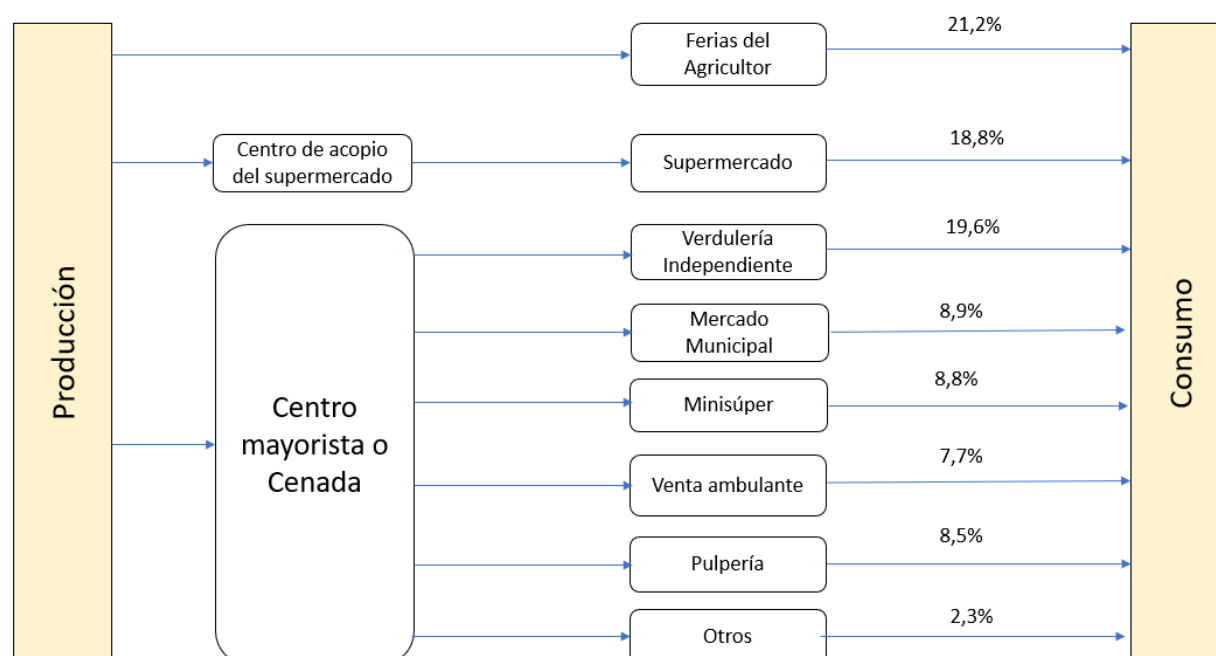 21,2%
Ferias del
Agricultor
18,8%
Centro de acopio
del supermercado
Supermercado
19,6%
Verdulería
Independiente
Producción
Consumo
8,9%
Mercado
Municipal
8,8%
Minisúper
Centro
mayorista o
Cenada
7,7%
Venta ambulante
8,5%
Pulpería
2,3%
Otros